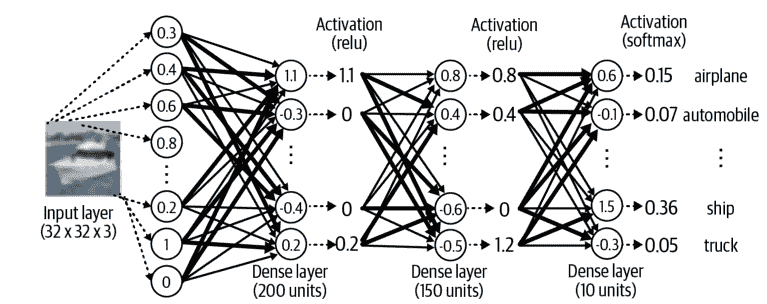 Activation
(relu)
Activation
(relu)
Activation
(softmax)
0.3
0.4
0.6
0.8
⋮
0.2
1
0
Input layer
(32 x 32 x 3)
1.1
-0.3
⋮
-0.4
0.2
Dense layer
(200 units)
1.1
0
0
0.2
0.8
0.4
⋮
-0.6
-0.5
Dense layer
(150 units)
0.8
0.4
0
1.2
0.6
-0.1
⋮
1.5
-0.3
Dense layer
(10 units)
0.15 airplane
0.07 automobile
⋮
0.36 ship
0.05 truck